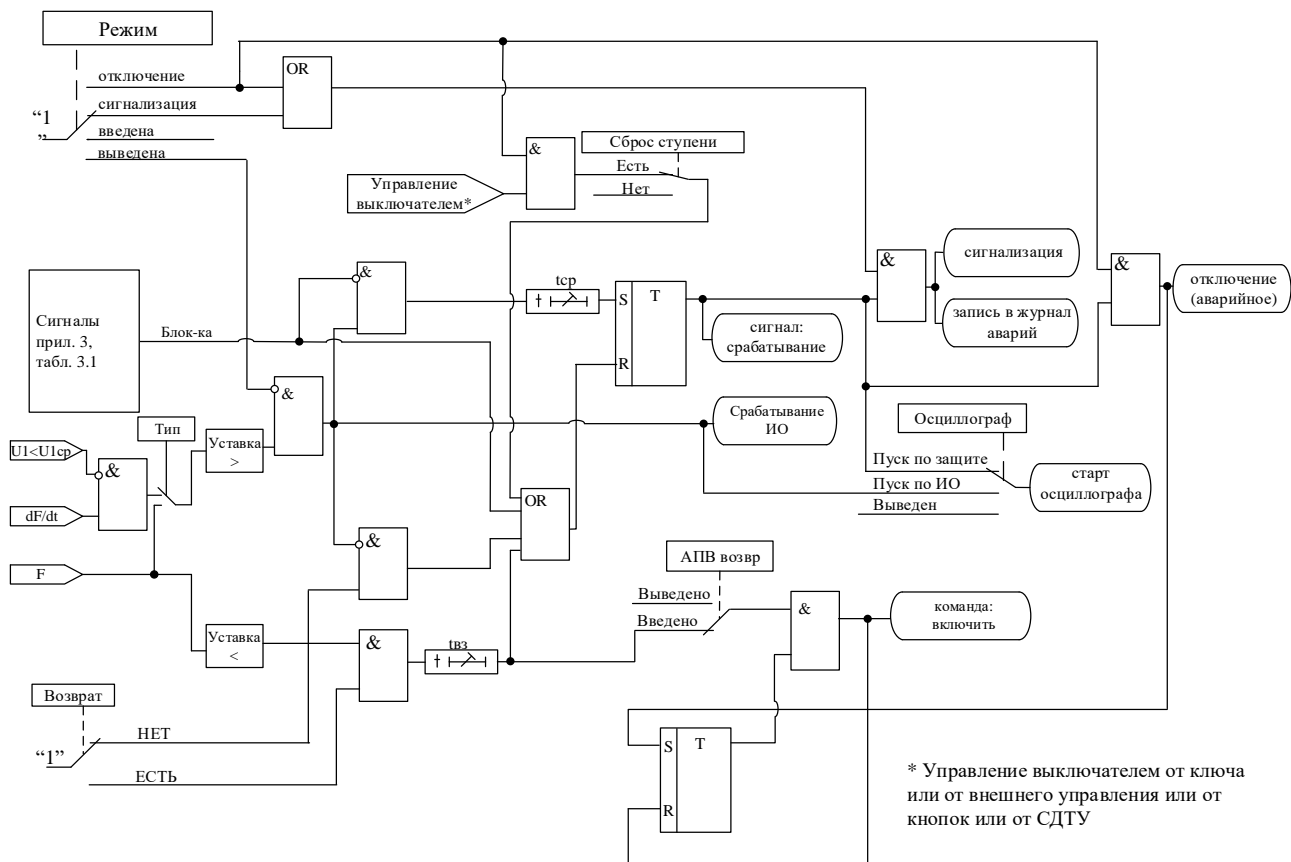 Режим
отключение
OR
сигнализация
“1
”
введена
выведена
&
Сброс ступени
Есть
Нет
Управление
выключателем*
&
tср
S
T
R
Сигналы
прил. 3,
табл. 3.1
Блок-ка
&
сигнал:
срабатывание
&
сигнализация
запись в журнал
аварий
&
отключение
(аварийное)
Тип
U1<U1ср
&
dF/dt
Уставка
>
Срабатывание
ИО
Осциллограф
Пуск по защите
Пуск по ИО
Выведен
старт
осциллографа
OR
&
F
АПВ возвр
Выведено
Введено
&
команда:
включить
Уставка
<
&
tвз
Возврат
“1”
НЕТ
ЕСТЬ
S
T
R
* Управление выключателем от ключа
или от внешнего управления или от
кнопок или от СДТУ